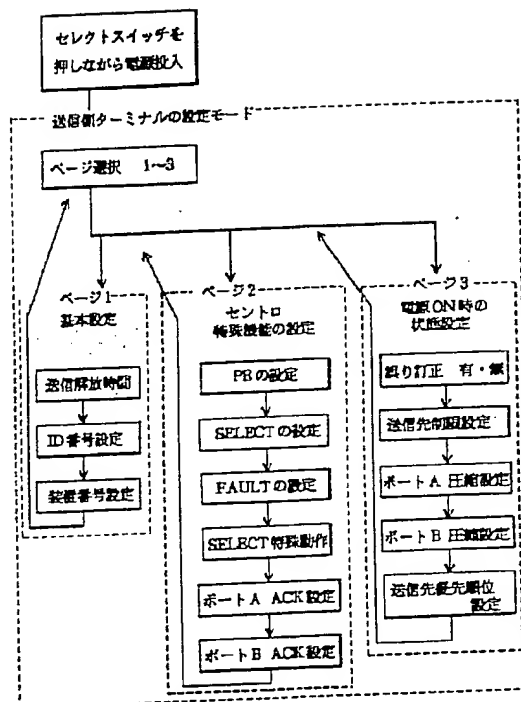 セレクトスイッチを
押しながら電源投入
送信側ターミナルの設定モード
ページ選択 1〜3
ページ1
基本設定
送信解放時間
ID番号設定
装置番号設定
ページ2
セントロ
特殊機能の設定
PEの設定
SELECTの設定
FAULTの設定
SELECT特殊動作
ポートA ACK設定
ポートB ACK設定
ページ3
電源ON時の
状態設定
誤り訂正 有・無
送信先制限設定
ポートA 圧縮設定
ポートB 圧縮設定
送信先優先順位
設定